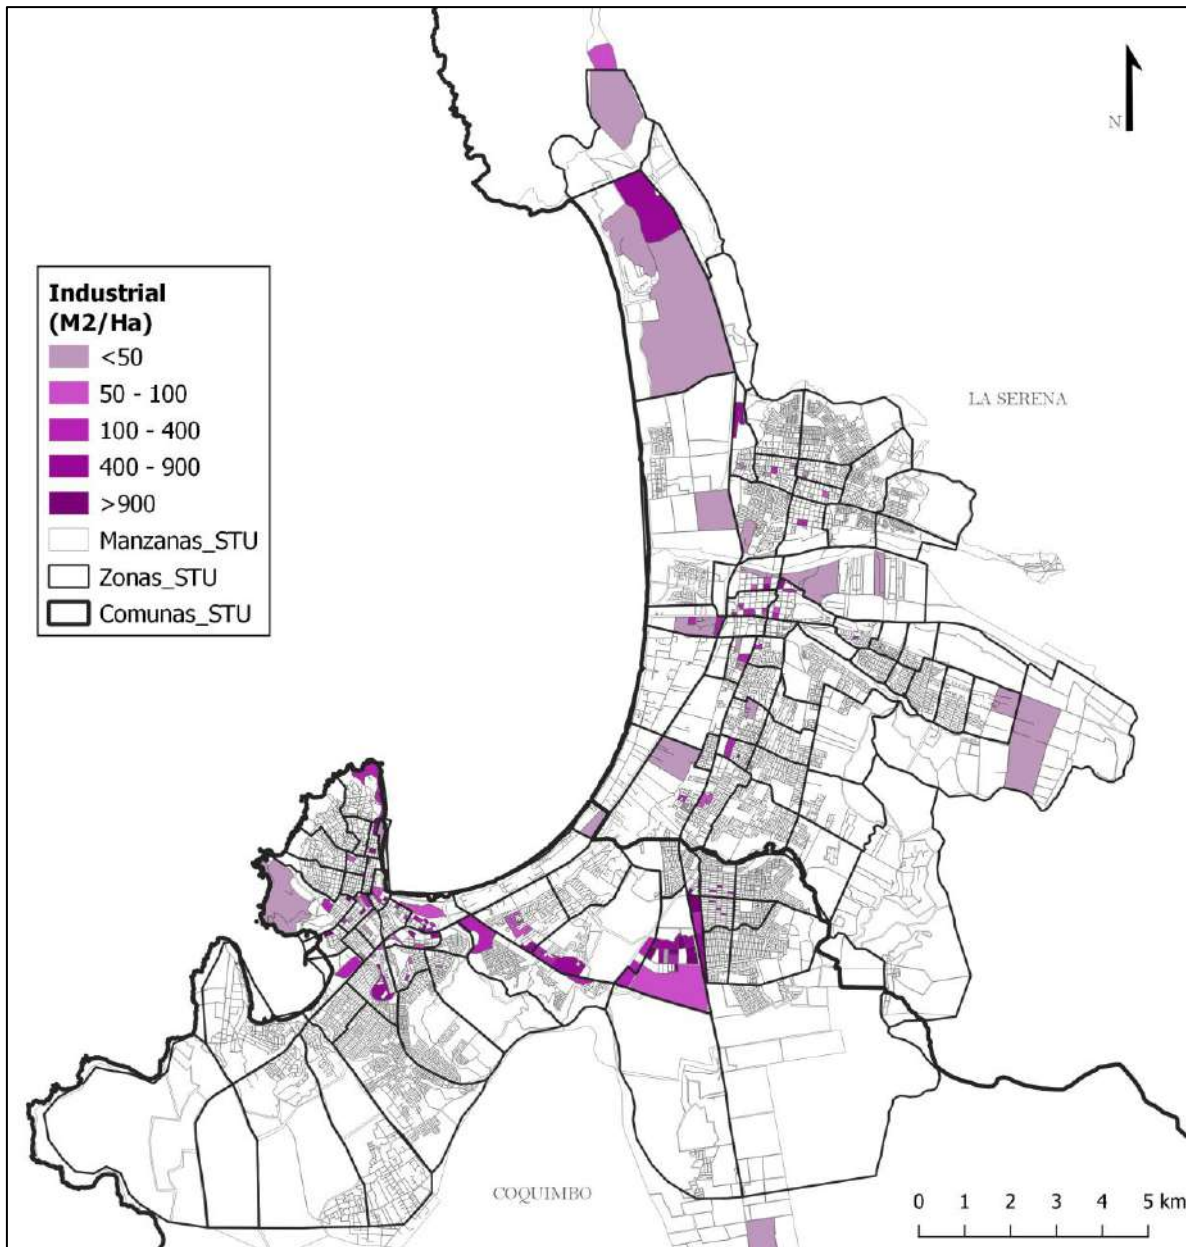 N
LA SERENA
Industrial
(M2/Ha)
<50
50 - 100
100 - 400
400 - 900
>900
Manzanas_STU
Zonas_STU
Comunas_STU
COQUIMBO
0 1 2 3 4 5 km